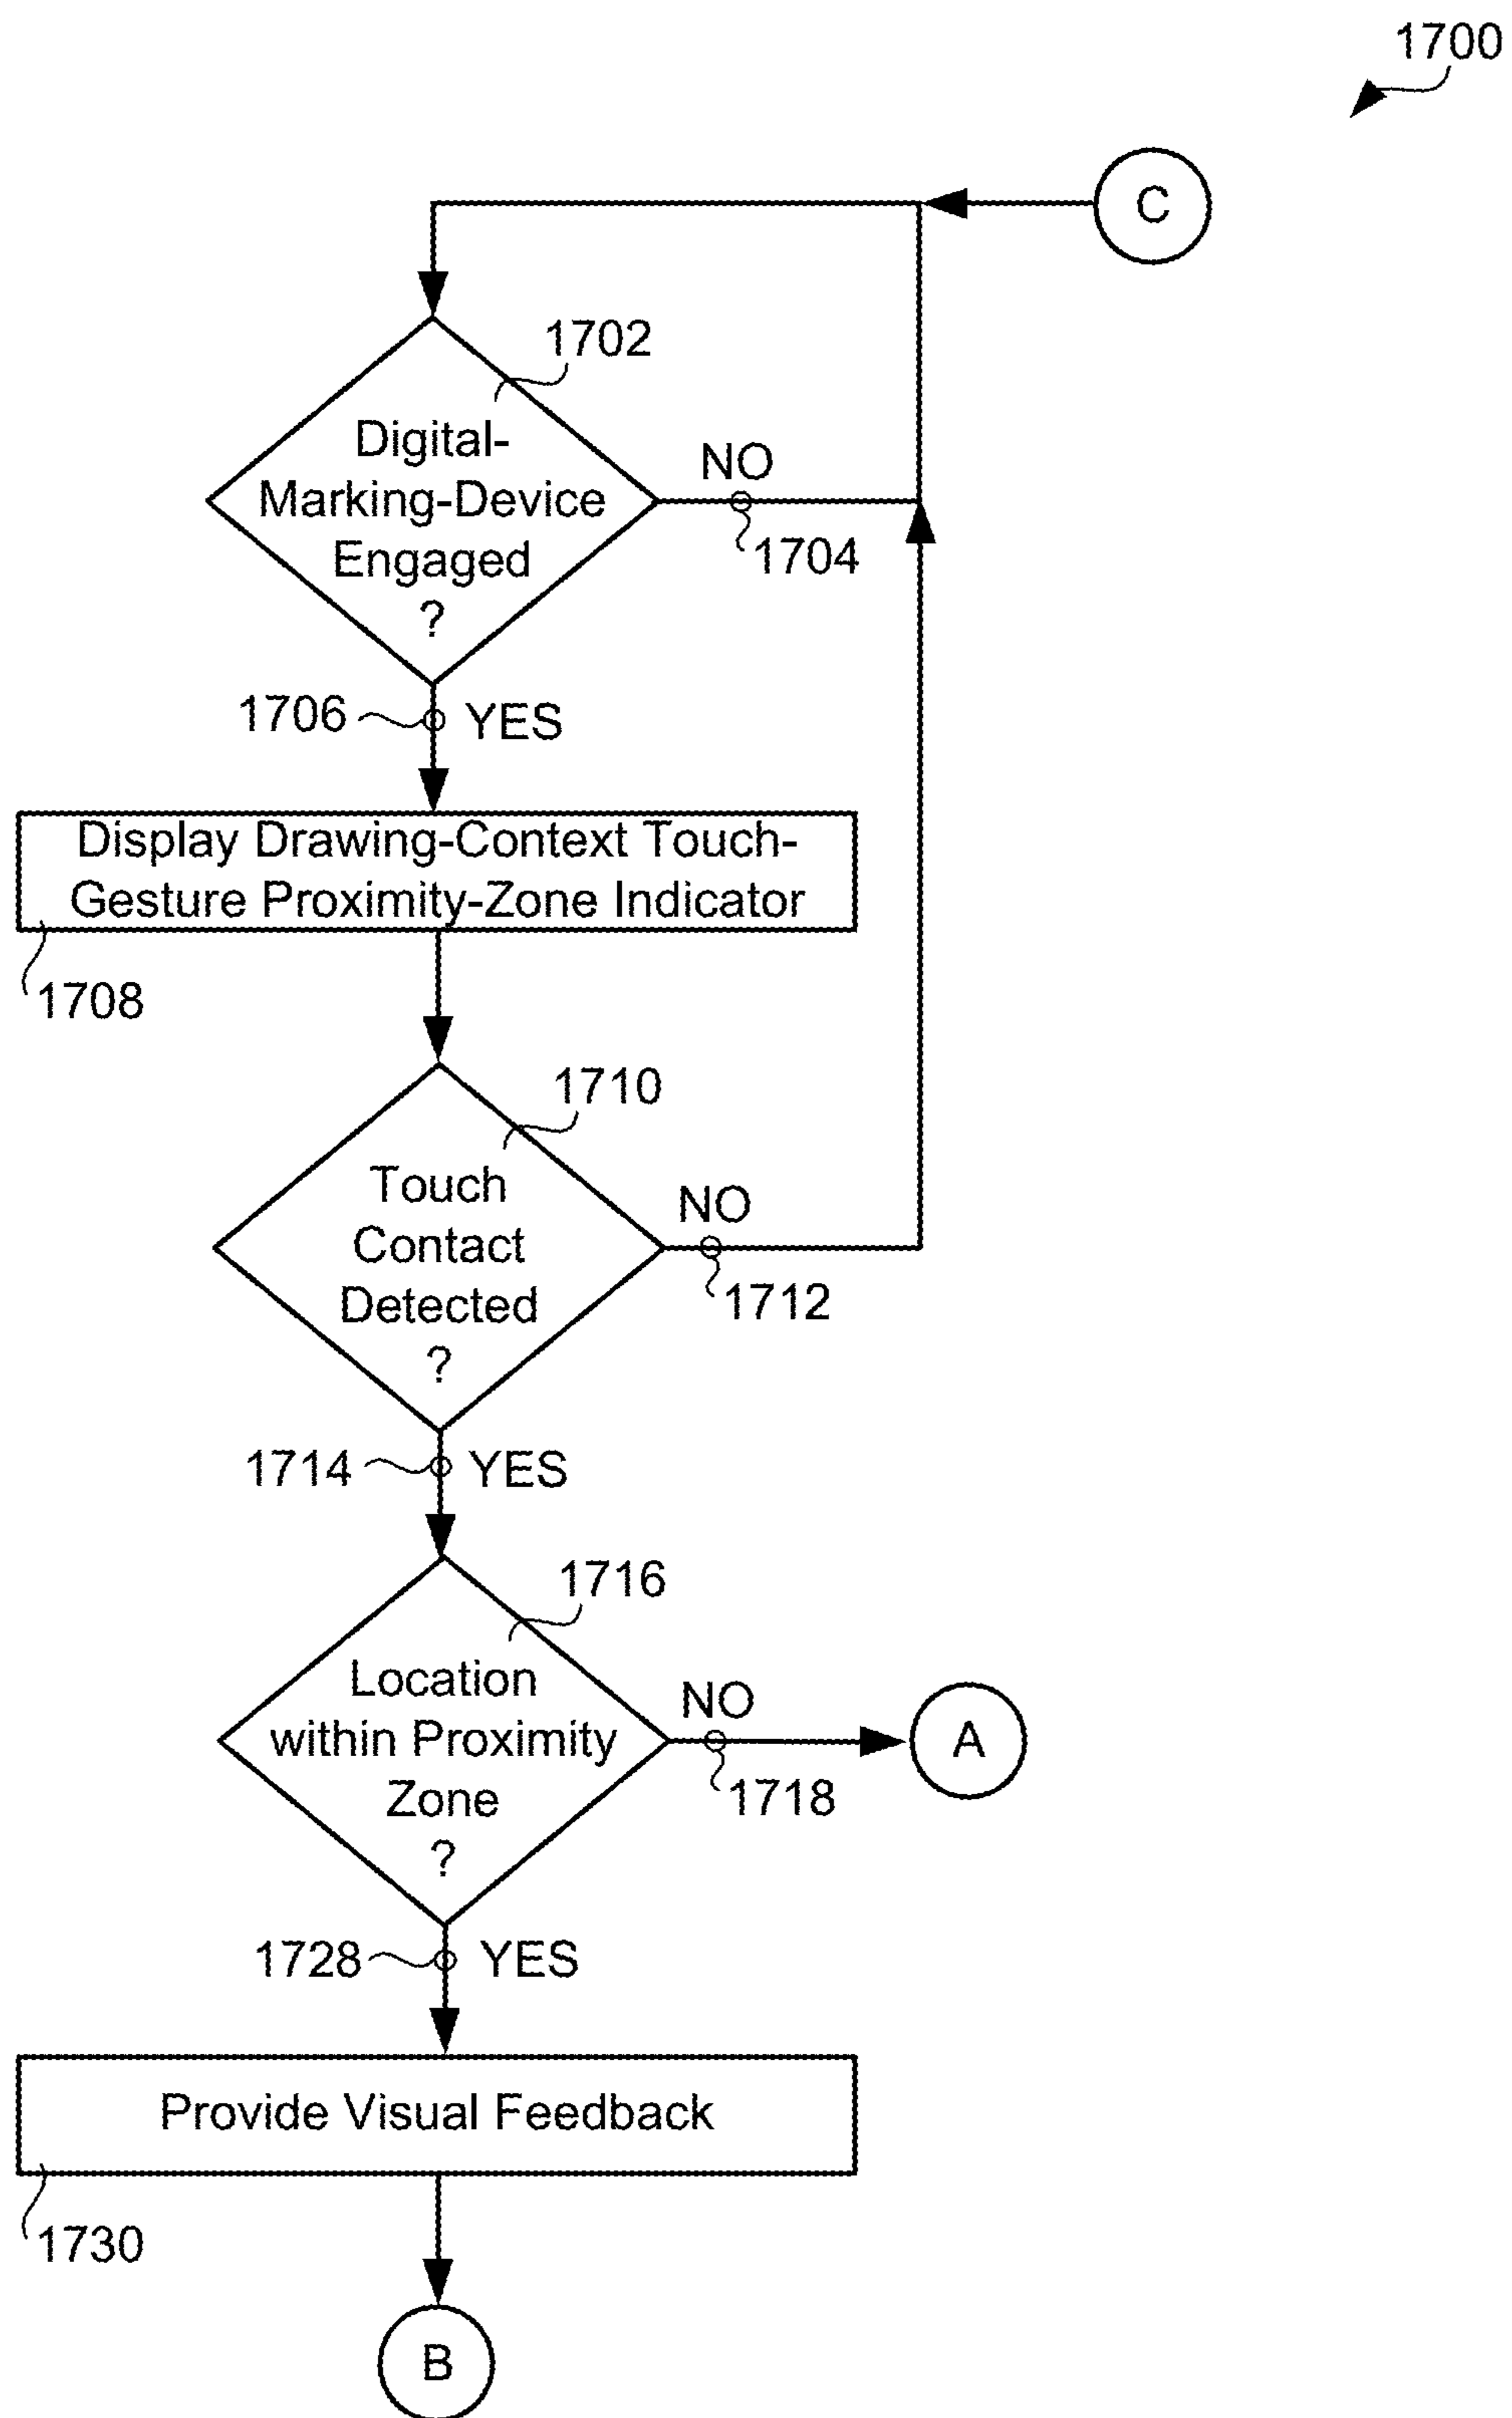 1700
C
1702
Digital-
Marking-Device
Engaged
?
NO
1704
1706
YES
Display Drawing-Context Touch-
Gesture Proximity-Zone Indicator
1708
1710
Touch
Contact
Detected
?
NO
1712
1714
YES
1716
Location
within Proximity
Zone
?
NO
1718
A
1728
YES
Provide Visual Feedback
1730
B